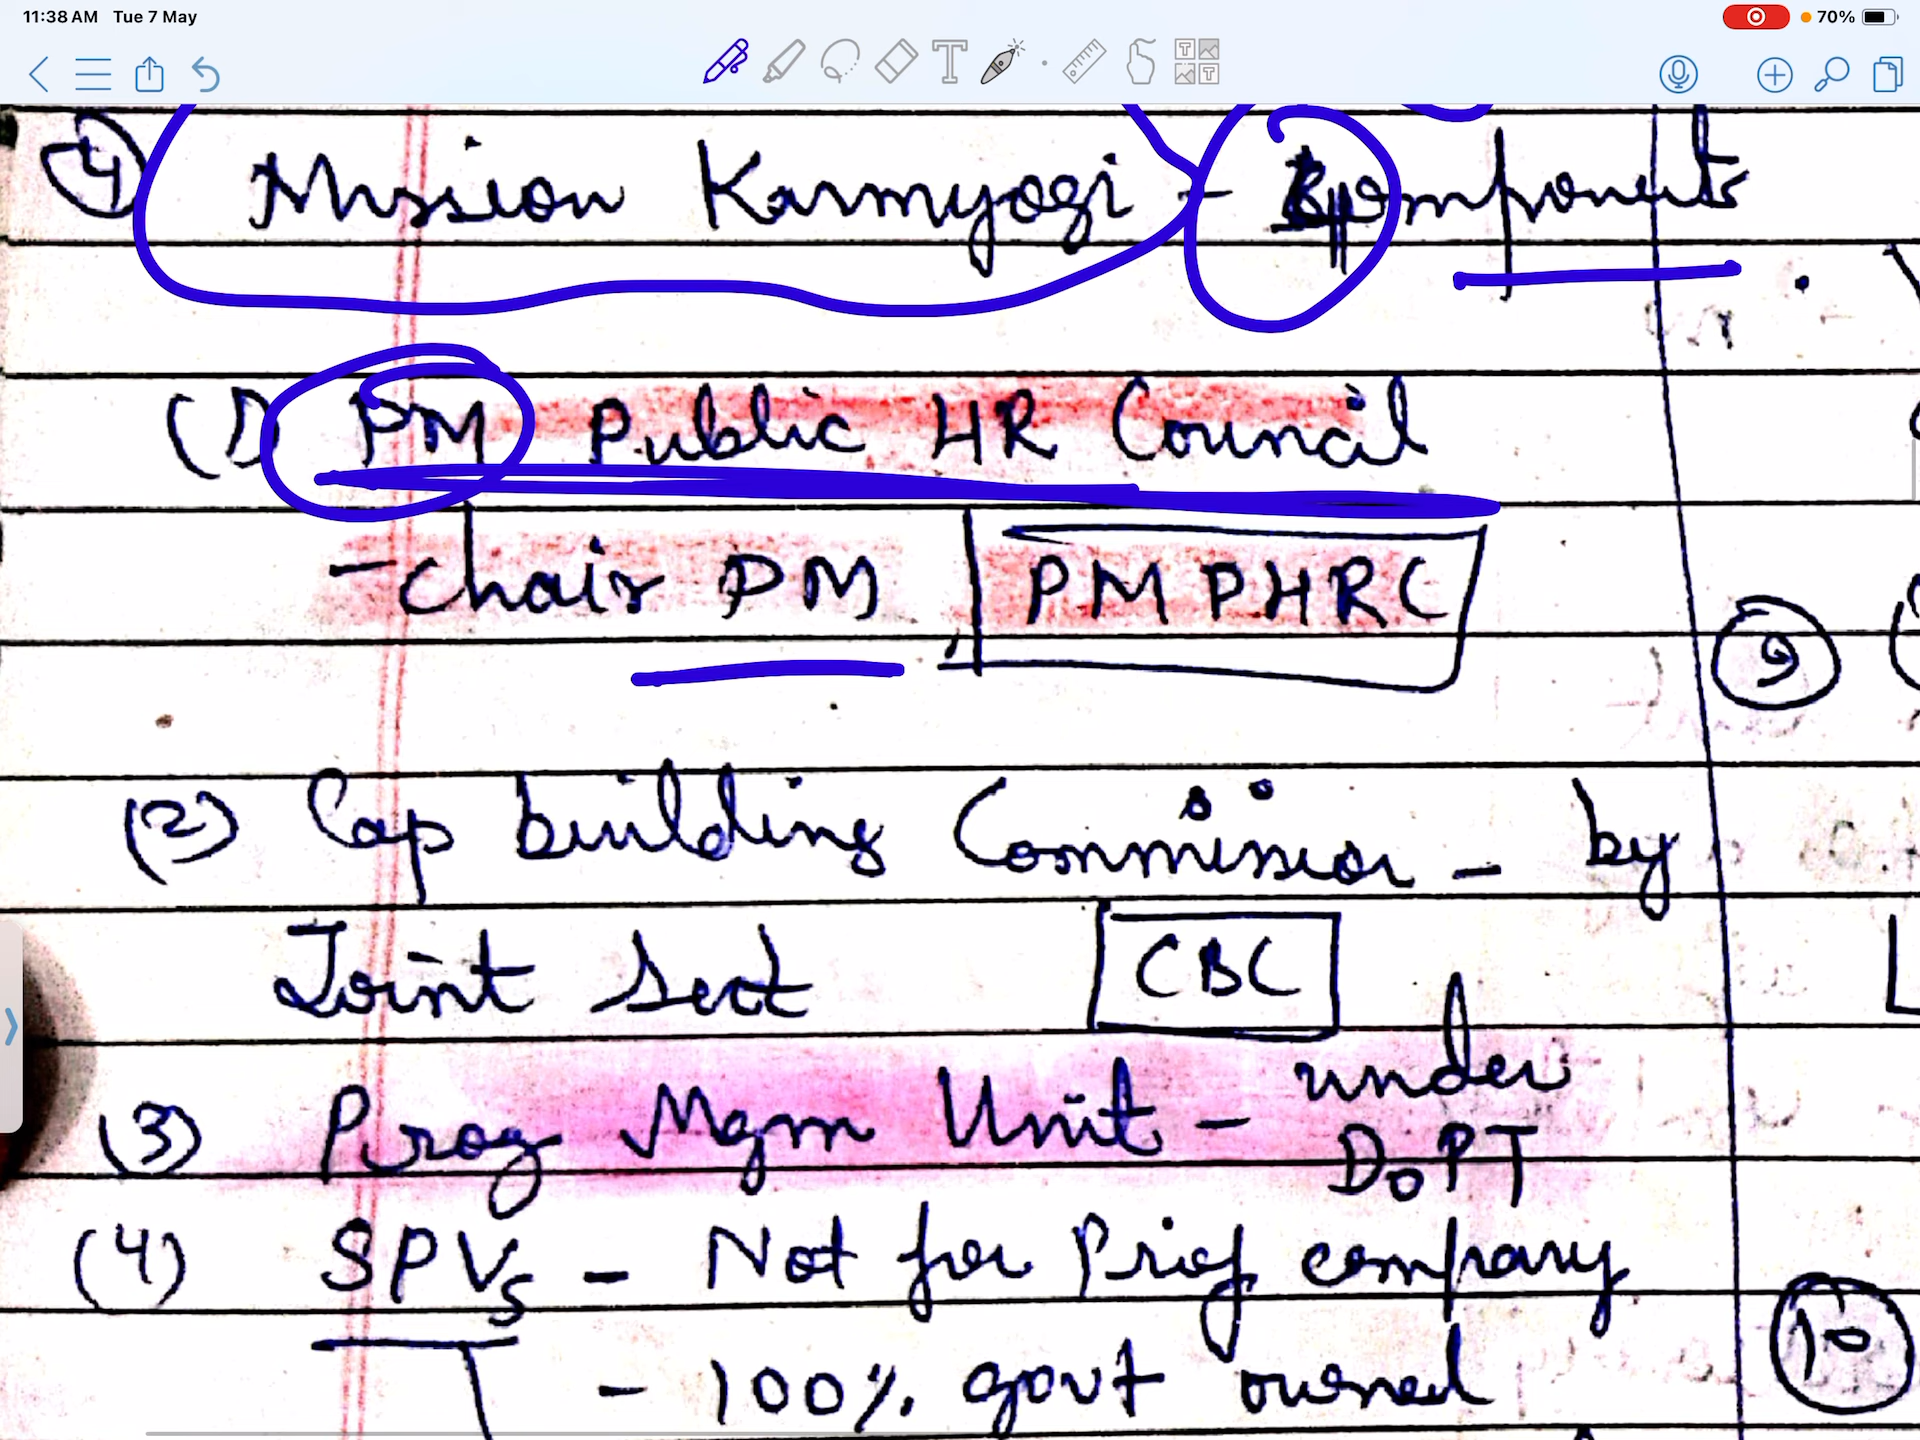 11:38 AM Tue 7 May
70%
4 Mission Karmyogi - Components
(1) PM Public HR Council
- Chair PM PMPHRC
9
(2) Cap building Commission - by
Joint Sect CBC
(3) Prog Mgm Unit - under
DoPT
(4) SPVs - Not for Prof company
10
- 100% govt owned